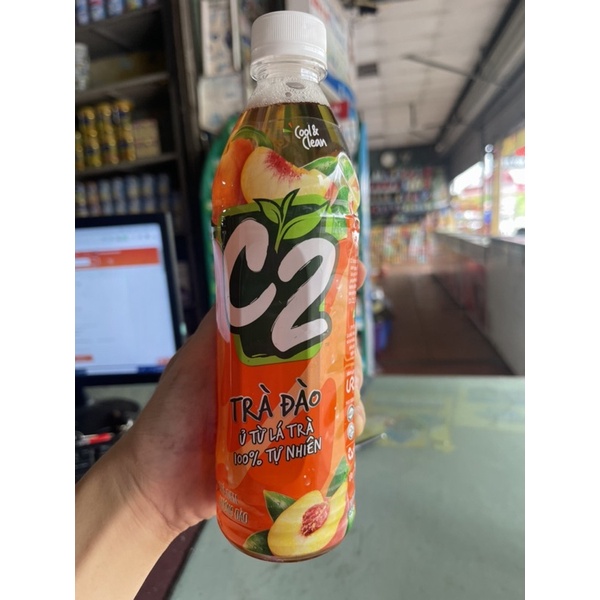 Cool &
Clean
C2
TRÀ ĐÀO
Ủ TỪ LÁ TRÀ
100% TỰ NHIÊN